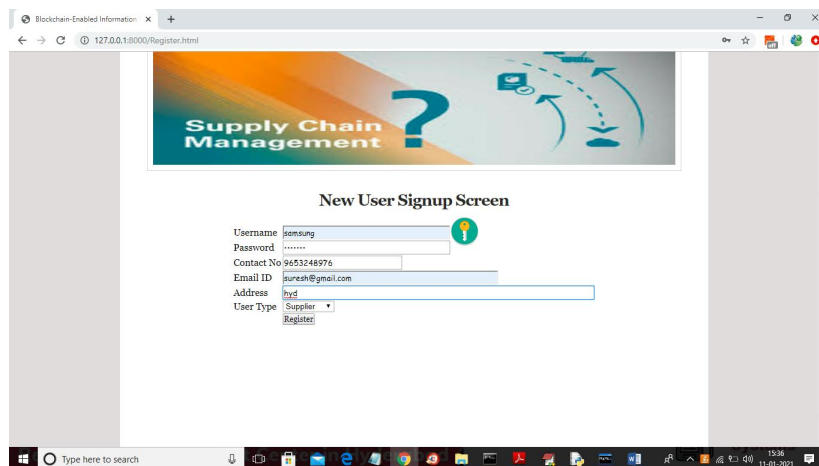 Blockchain-Enabled Information
127.0.0.1:8000/Register.html
Supply Chain
Management
?
New User Signup Screen
Username samsung
Password ·······
Contact No 9653248976
Email ID suresh@gmail.com
Address hyd
User Type Supplier
Register
Type here to search
15:36
11-01-2021